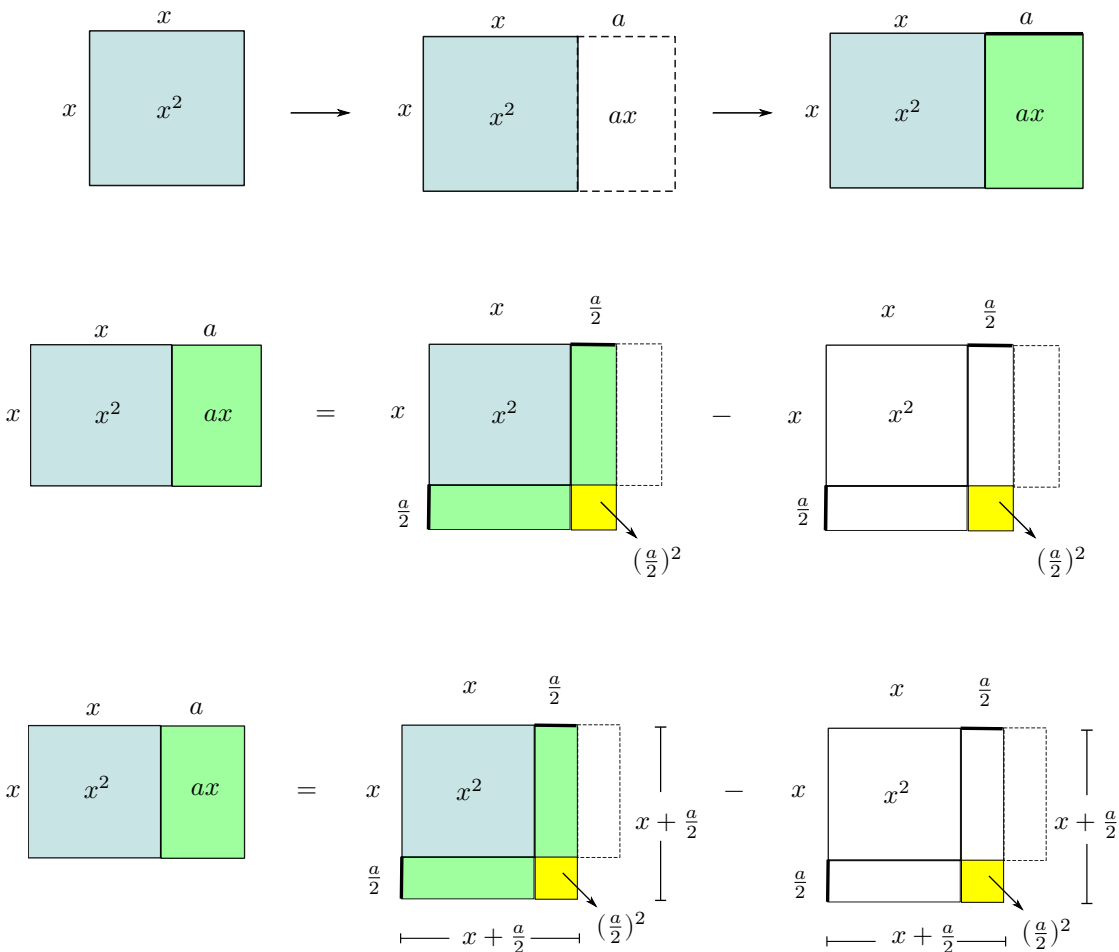 x x a x a
x x² x x² ax x x² ax
x a x a/2 x a/2
x x² ax = x x² − x x²
a/2 a/2
(a/2)² (a/2)²
x a x a/2 x a/2
x x² ax = x x² x + a/2 − x x² x + a/2
a/2 a/2
(a/2)² (a/2)²
x + a/2 x + a/2